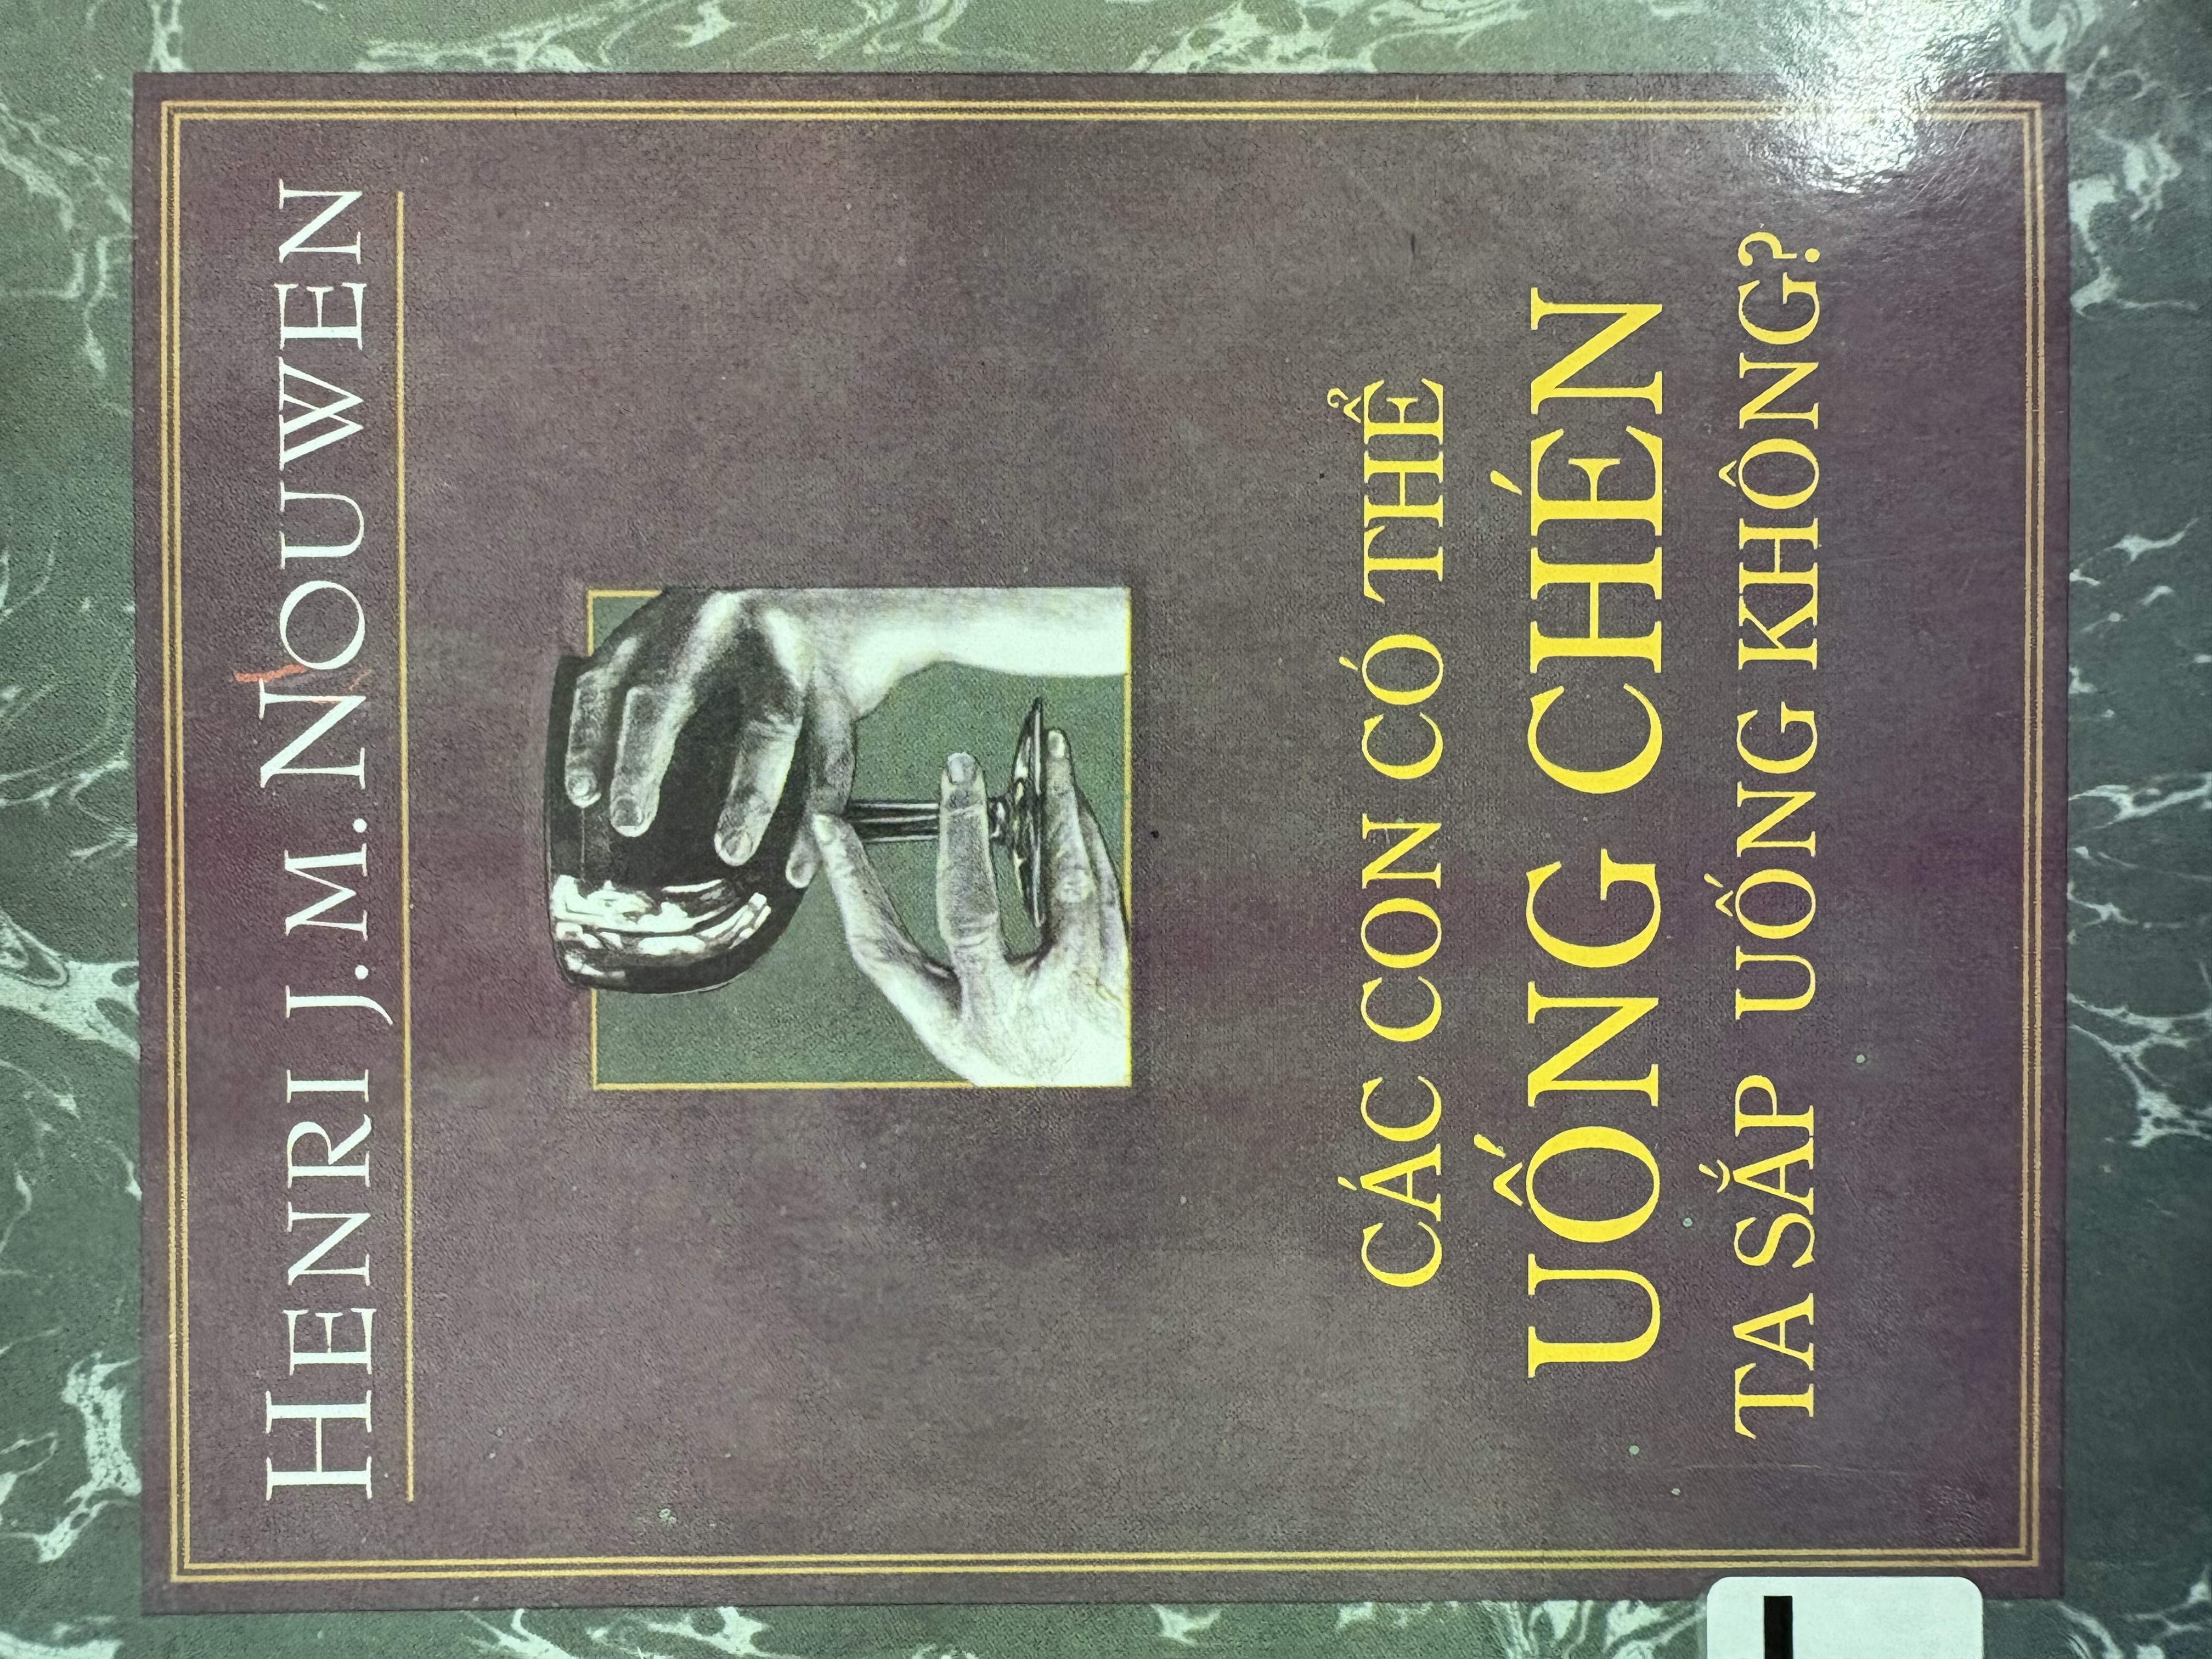 HENRI J.M. NOUWEN
CÁC CON CÓ THỂ
UỐNG CHÉN
TA SẮP UỐNG KHÔNG?